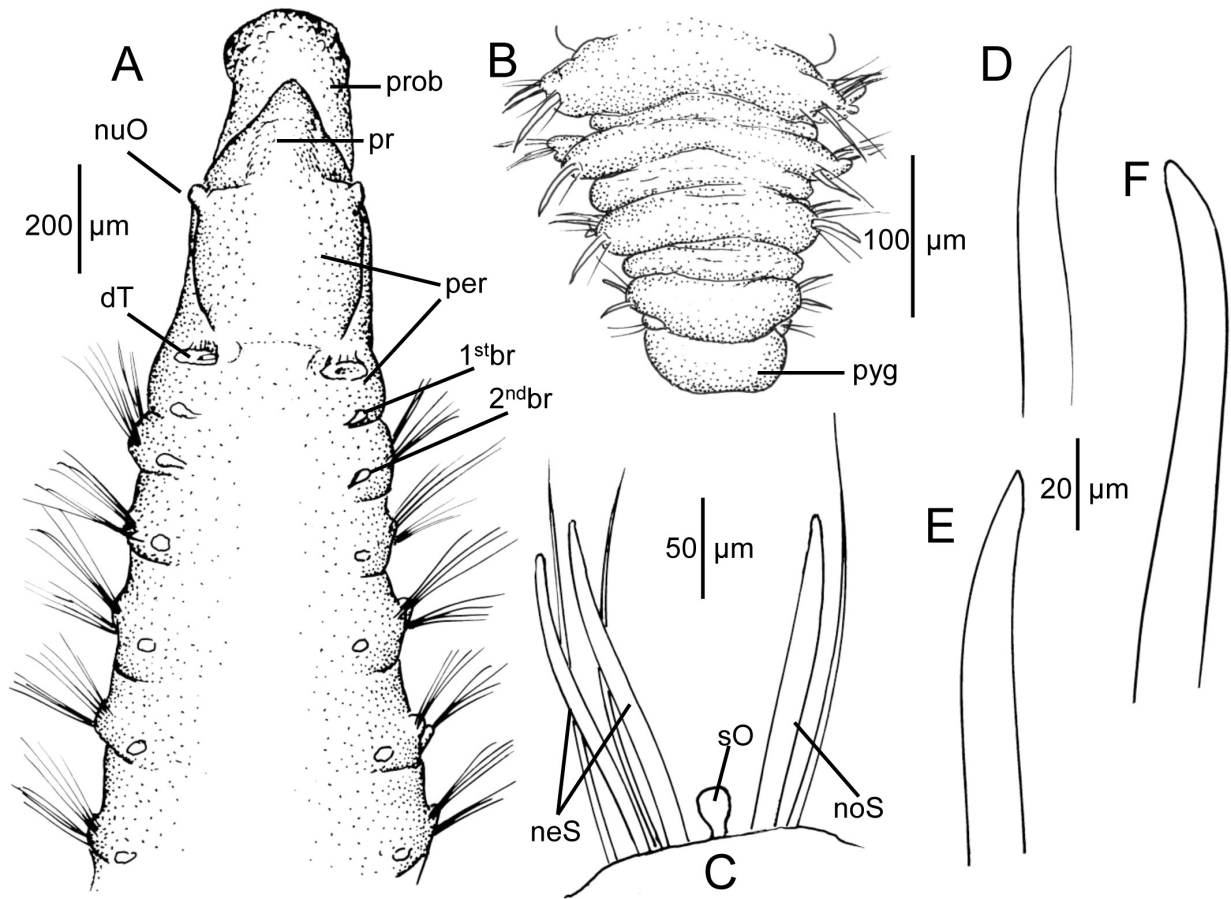 A
prob
nuO
pr
200 µm
per
dT
1stbr
2ndbr
B
100 µm
pyg
C
50 µm
sO
neS
noS
D
E
20 µm
F